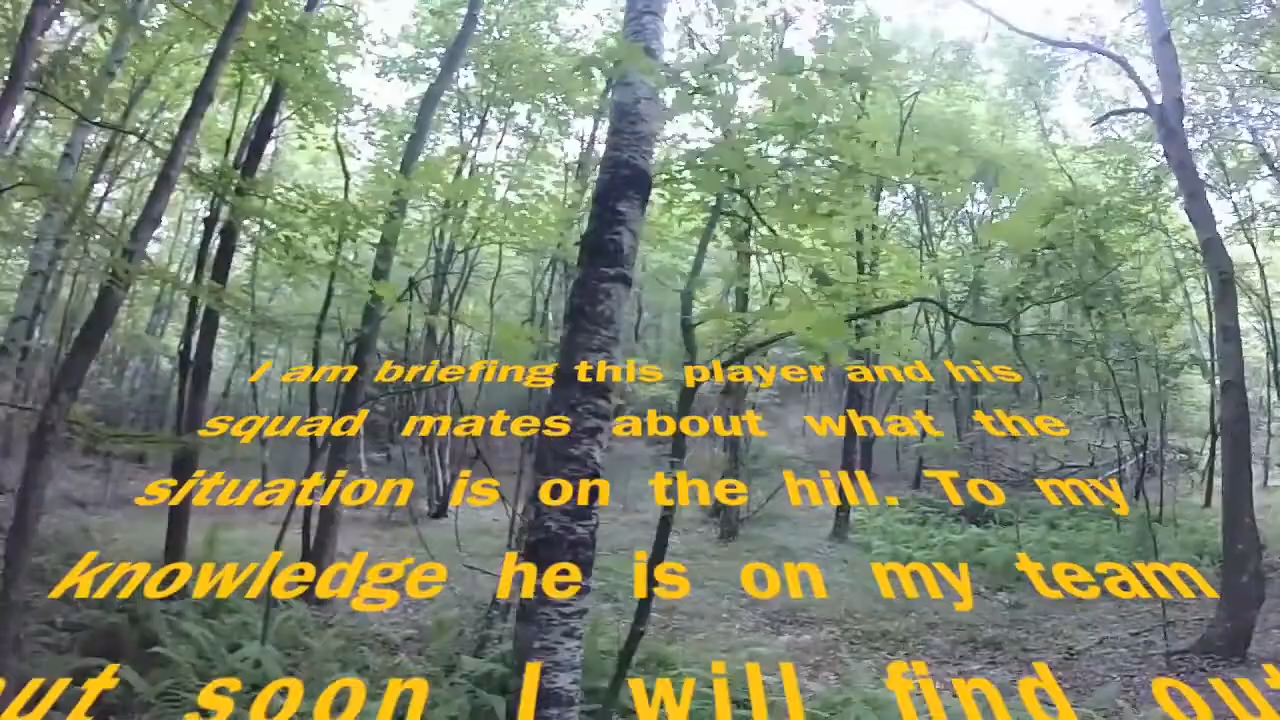 I am briefing this player and his
squad mates about what the
situation is on the hill. To my
knowledge he is on my team
soon I will find out